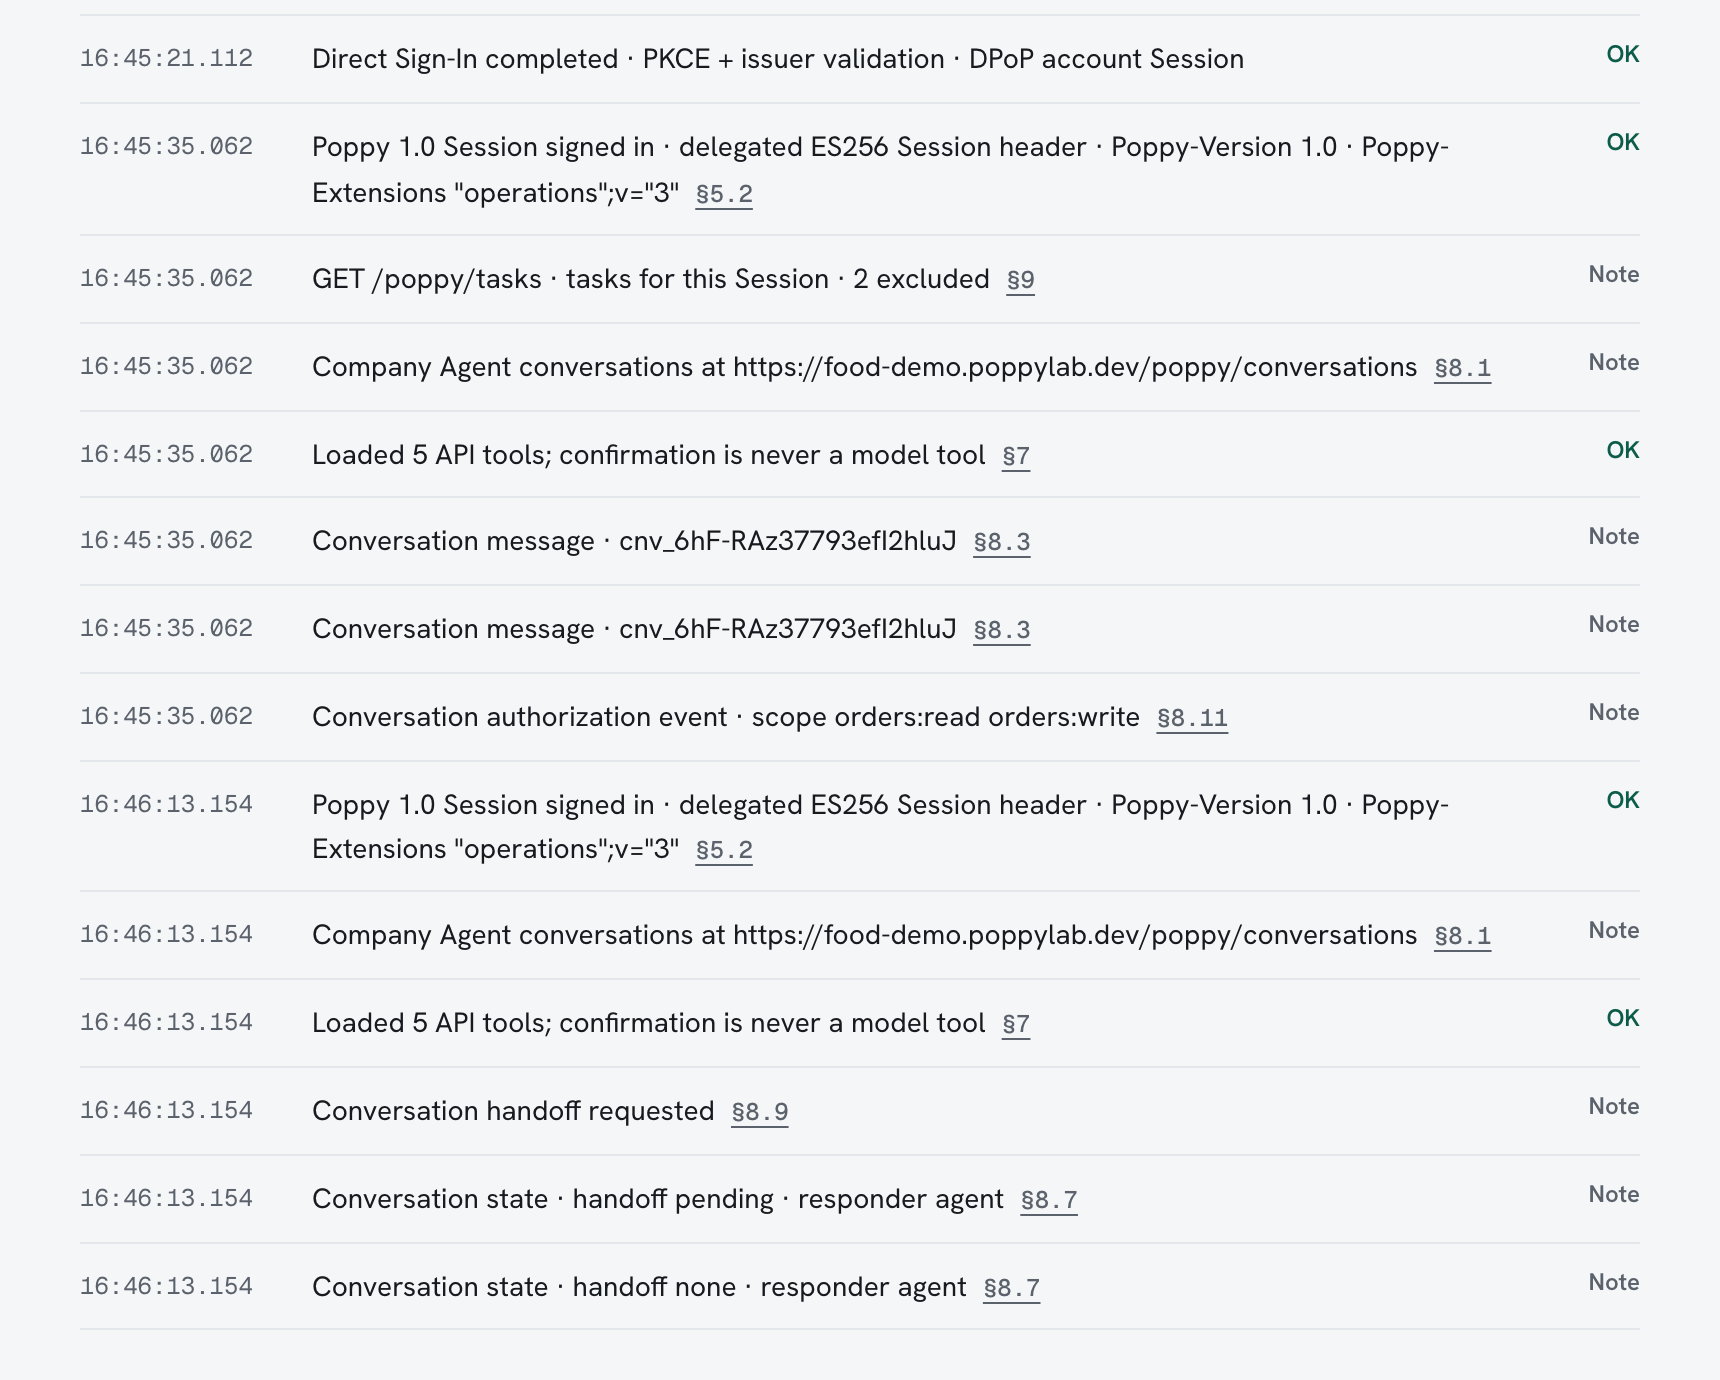 16:45:21.112 Direct Sign-In completed · PKCE + issuer validation · DPoP account Session OK
16:45:35.062 Poppy 1.0 Session signed in · delegated ES256 Session header · Poppy-Version 1.0 · Poppy- OK
Extensions "operations";v="3" §5.2
16:45:35.062 GET /poppy/tasks · tasks for this Session · 2 excluded §9 Note
16:45:35.062 Company Agent conversations at https://food-demo.poppylab.dev/poppy/conversations §8.1 Note
16:45:35.062 Loaded 5 API tools; confirmation is never a model tool §7 OK
16:45:35.062 Conversation message · cnv_6hF-RAz37793efI2hluJ §8.3 Note
16:45:35.062 Conversation message · cnv_6hF-RAz37793efI2hluJ §8.3 Note
16:45:35.062 Conversation authorization event · scope orders:read orders:write §8.11 Note
16:46:13.154 Poppy 1.0 Session signed in · delegated ES256 Session header · Poppy-Version 1.0 · Poppy- OK
Extensions "operations";v="3" §5.2
16:46:13.154 Company Agent conversations at https://food-demo.poppylab.dev/poppy/conversations §8.1 Note
16:46:13.154 Loaded 5 API tools; confirmation is never a model tool §7 OK
16:46:13.154 Conversation handoff requested §8.9 Note
16:46:13.154 Conversation state · handoff pending · responder agent §8.7 Note
16:46:13.154 Conversation state · handoff none · responder agent §8.7 Note